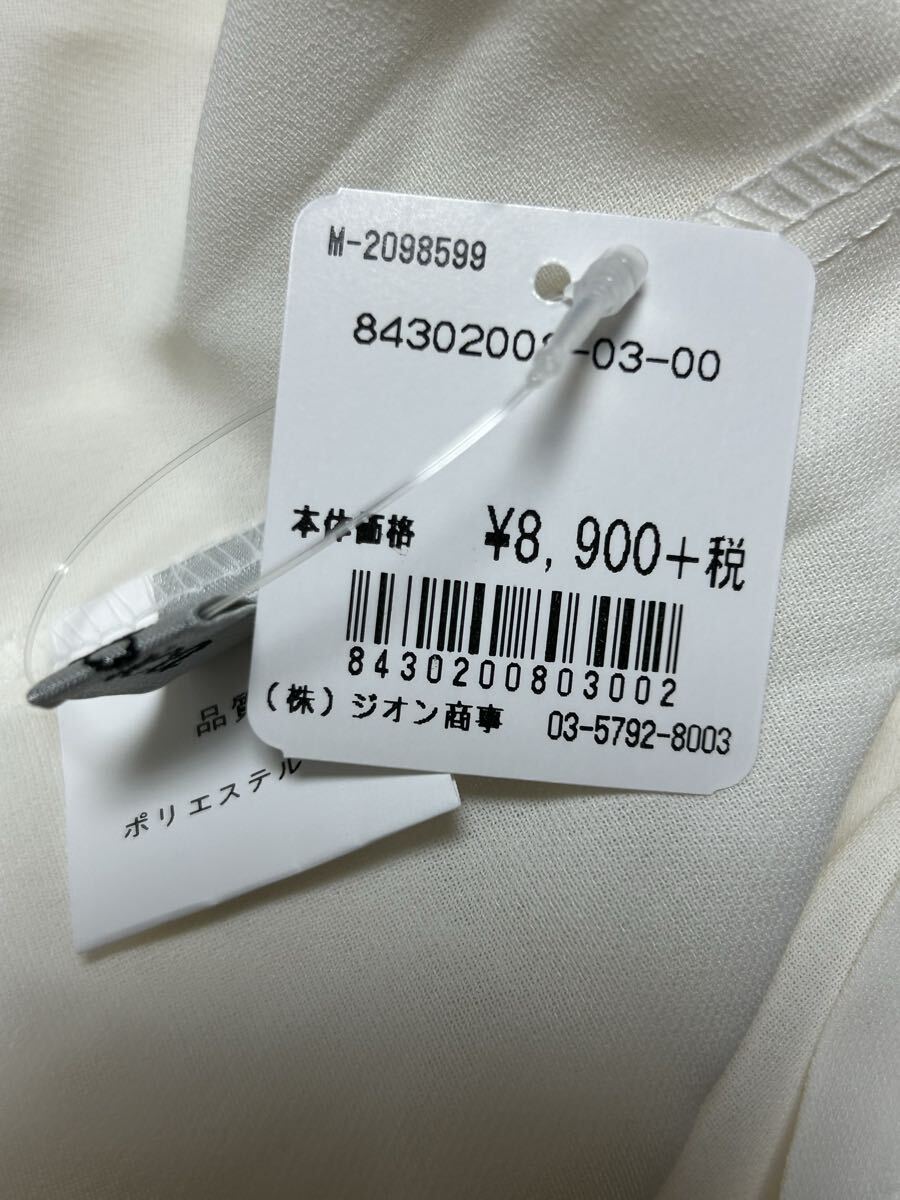 M-2098599
84302008-03-00
本体価格 ¥8,900+税
8430200803002
(株)ジオン商事 03-5792-8003
品質
ポリエステル